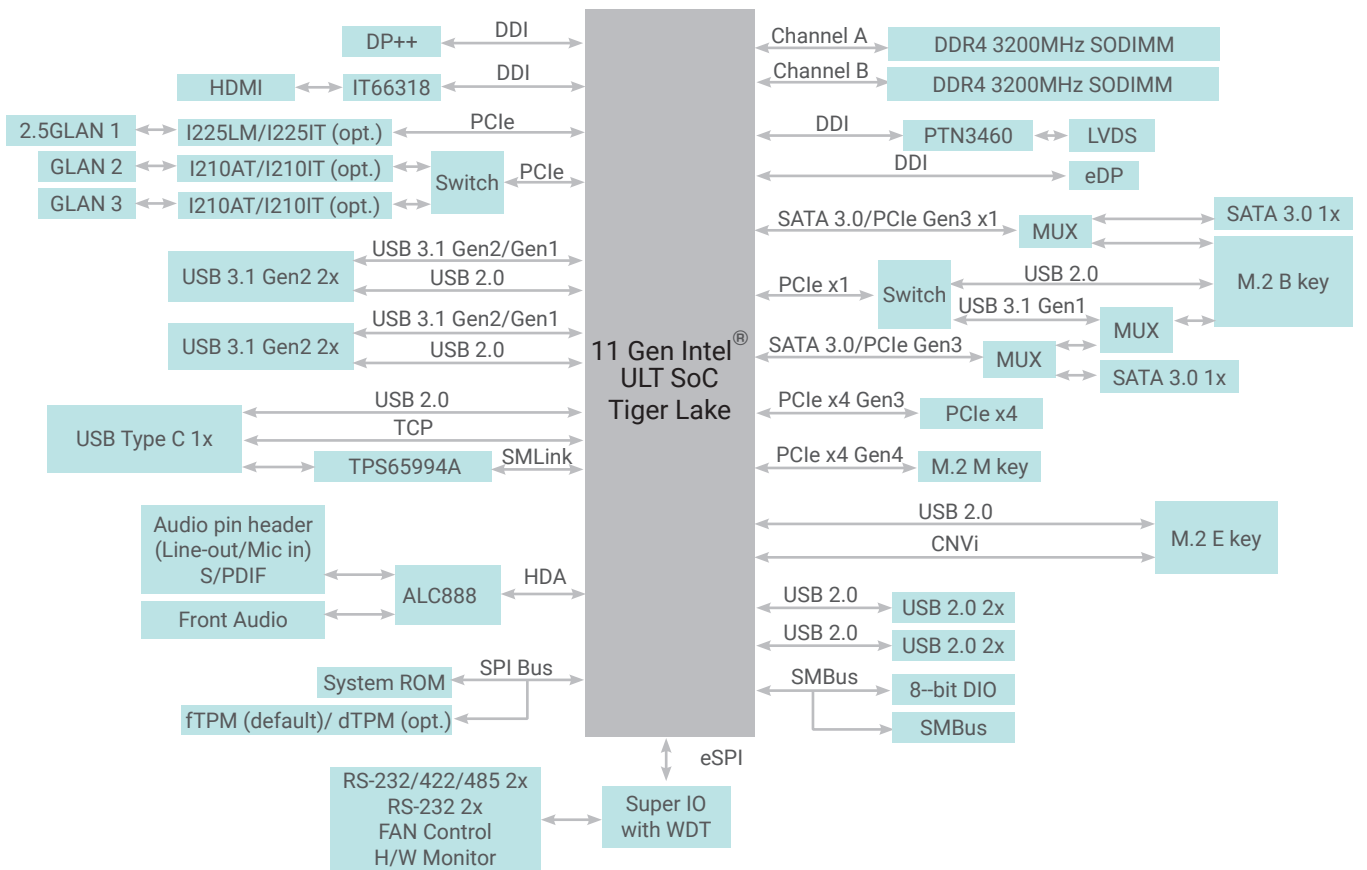 DP++
DDI
HDMI
IT66318
DDI
2.5GLAN 1
I225LM/I225IT (opt.)
PCIe
GLAN 2
I210AT/I210IT (opt.)
GLAN 3
I210AT/I210IT (opt.)
Switch
PCIe
USB 3.1 Gen2 2x
USB 3.1 Gen2/Gen1
USB 2.0
USB 3.1 Gen2 2x
USB 3.1 Gen2/Gen1
USB 2.0
USB Type C 1x
USB 2.0
TCP
TPS65994A
SMLink
Audio pin header
(Line-out/Mic in)
S/PDIF
Front Audio
ALC888
HDA
System ROM
SPI Bus
fTPM (default)/ dTPM (opt.)
11 Gen Intel®
ULT SoC
Tiger Lake
eSPI
RS-232/422/485 2x
RS-232 2x
FAN Control
H/W Monitor
Super IO
with WDT
Channel A
DDR4 3200MHz SODIMM
Channel B
DDR4 3200MHz SODIMM
DDI
PTN3460
LVDS
DDI
eDP
SATA 3.0/PCIe Gen3 x1
MUX
SATA 3.0 1x
M.2 B key
PCIe x1
Switch
USB 2.0
USB 3.1 Gen1
MUX
SATA 3.0/PCIe Gen3
MUX
SATA 3.0 1x
PCIe x4 Gen3
PCIe x4
PCIe x4 Gen4
M.2 M key
USB 2.0
CNVi
M.2 E key
USB 2.0
USB 2.0 2x
USB 2.0
USB 2.0 2x
SMBus
8--bit DIO
SMBus